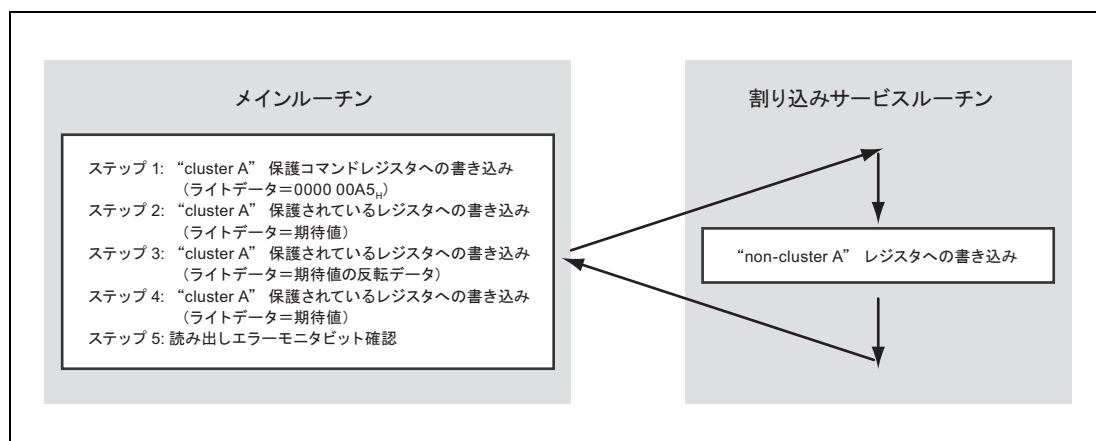 メインルーチン
ステップ 1: “cluster A” 保護コマンドレジスタへの書き込み
（ライトデータ＝0000 00A5H）
ステップ 2: “cluster A” 保護されているレジスタへの書き込み
（ライトデータ＝期待値）
ステップ 3: “cluster A” 保護されているレジスタへの書き込み
（ライトデータ＝期待値の反転データ）
ステップ 4: “cluster A” 保護されているレジスタへの書き込み
（ライトデータ＝期待値）
ステップ 5: 読み出しエラーモニタビット確認
割り込みサービスルーチン
“non-cluster A” レジスタへの書き込み